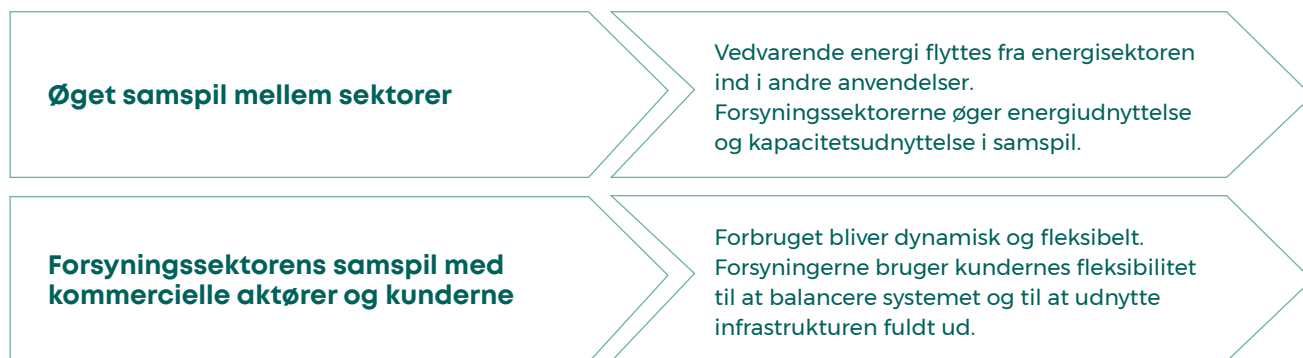 Øget samspil mellem sektorer
Vedvarende energi flyttes fra energisektoren
ind i andre anvendelser.
Forsyningssektorerne øger energiudnyttelse
og kapacitetsudnyttelse i samspil.
Forsyningssektorens samspil med
kommercielle aktører og kunderne
Forbruget bliver dynamisk og fleksibelt.
Forsyningerne bruger kundernes fleksibilitet
til at balancere systemet og til at udnytte
infrastrukturen fuldt ud.